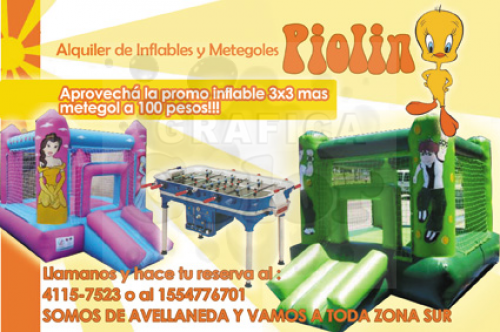 Alquiler de Inflables y Metegoles Piolin
Aprovechá la promo inflable 3x3 mas
metegol a 100 pesos!!!
GRAFICA
Llamanos y hace tu reserva al :
4115-7523 o al 1554776701
SOMOS DE AVELLANEDA Y VAMOS A TODA ZONA SUR